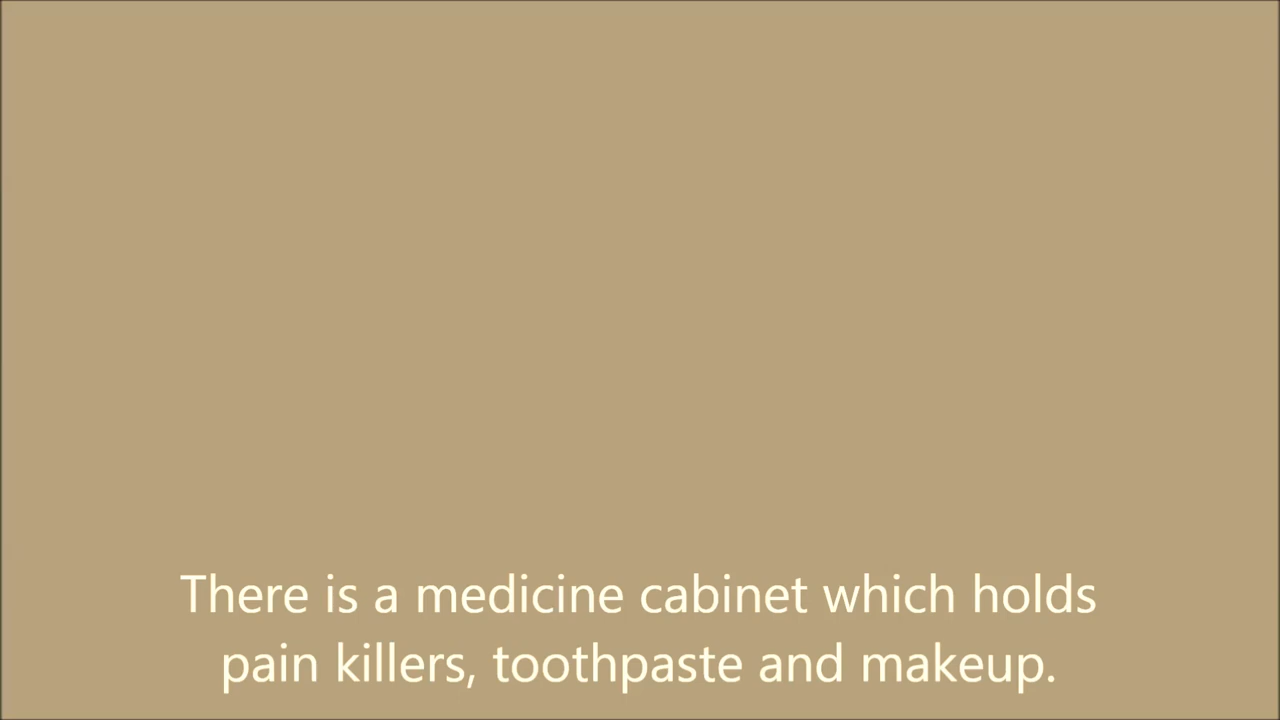 There is a medicine cabinet which holds
pain killers, toothpaste and makeup.